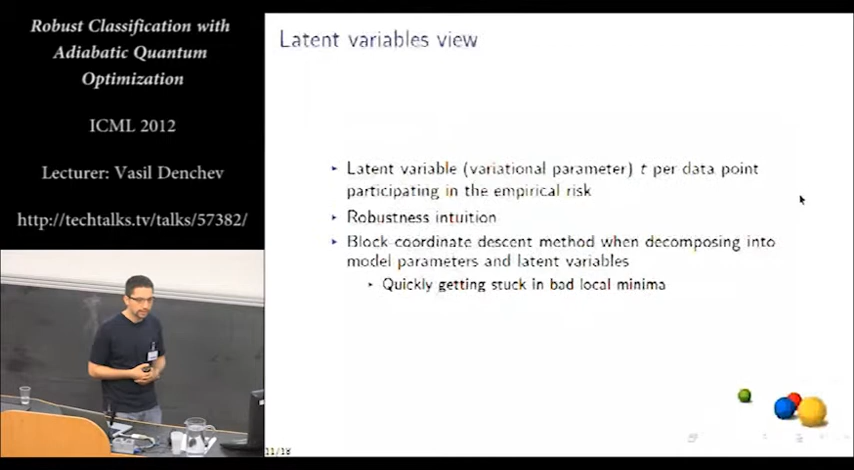 Robust Classification with
Adiabatic Quantum
Optimization
ICML 2012
Lecturer: Vasil Denchev
http://techtalks.tv/talks/57382/
Latent variables view
Latent variable (variational parameter) t per data point
participating in the empirical risk
Robustness intuition
Block coordinate descent method when decomposing into
model parameters and latent variables
Quickly getting stuck in bad local minima
11/18